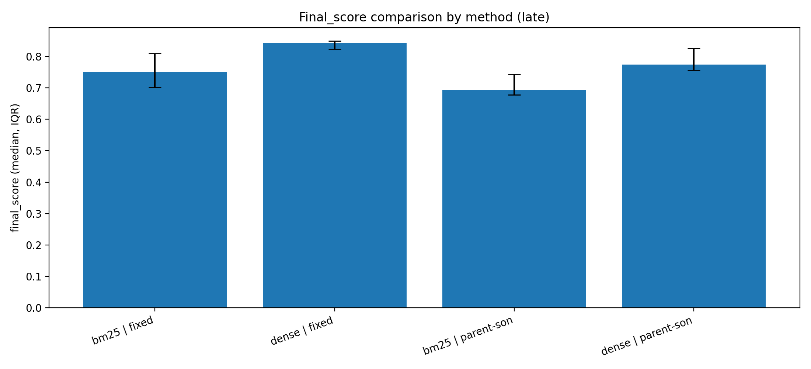 Final_score comparison by method (late)
final_score (median, IQR)
0.8
0.7
0.6
0.5
0.4
0.3
0.2
0.1
0.0
bm25 | fixed
dense | fixed
bm25 | parent-son
dense | parent-son